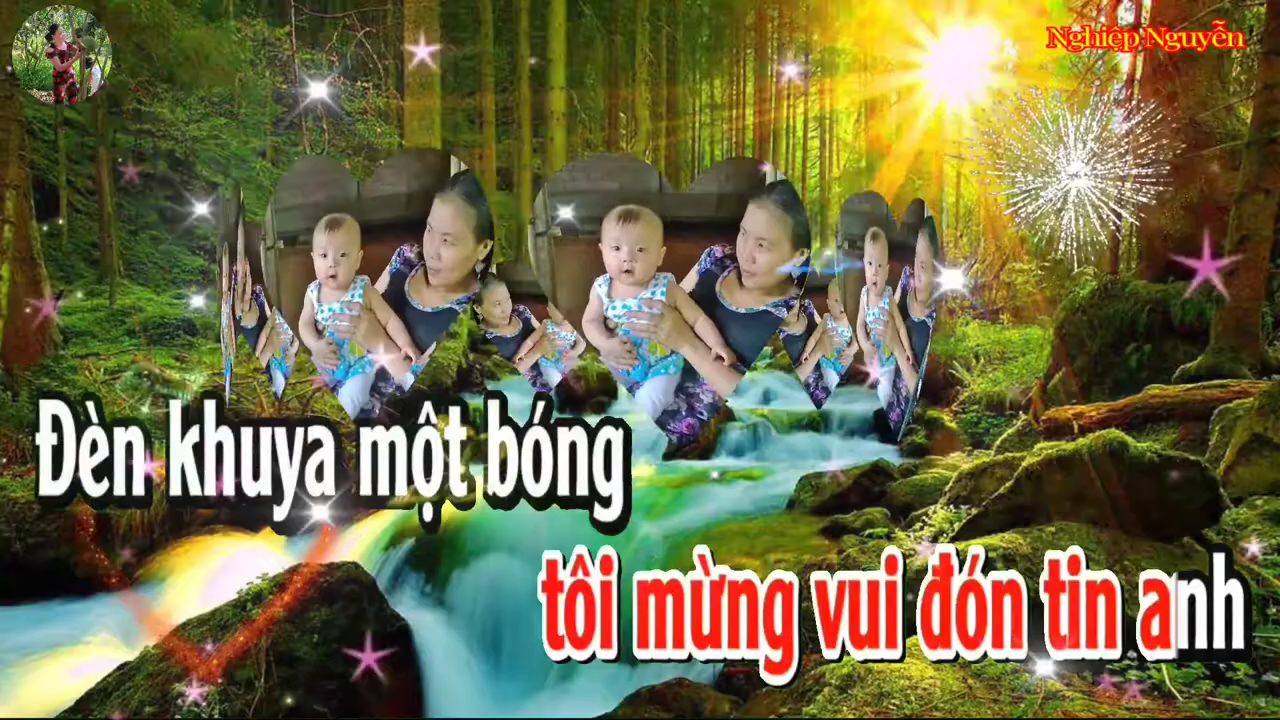 Nghiệp Nguyễn
Đèn khuya một bóng
tôi mừng vui đón tin anh